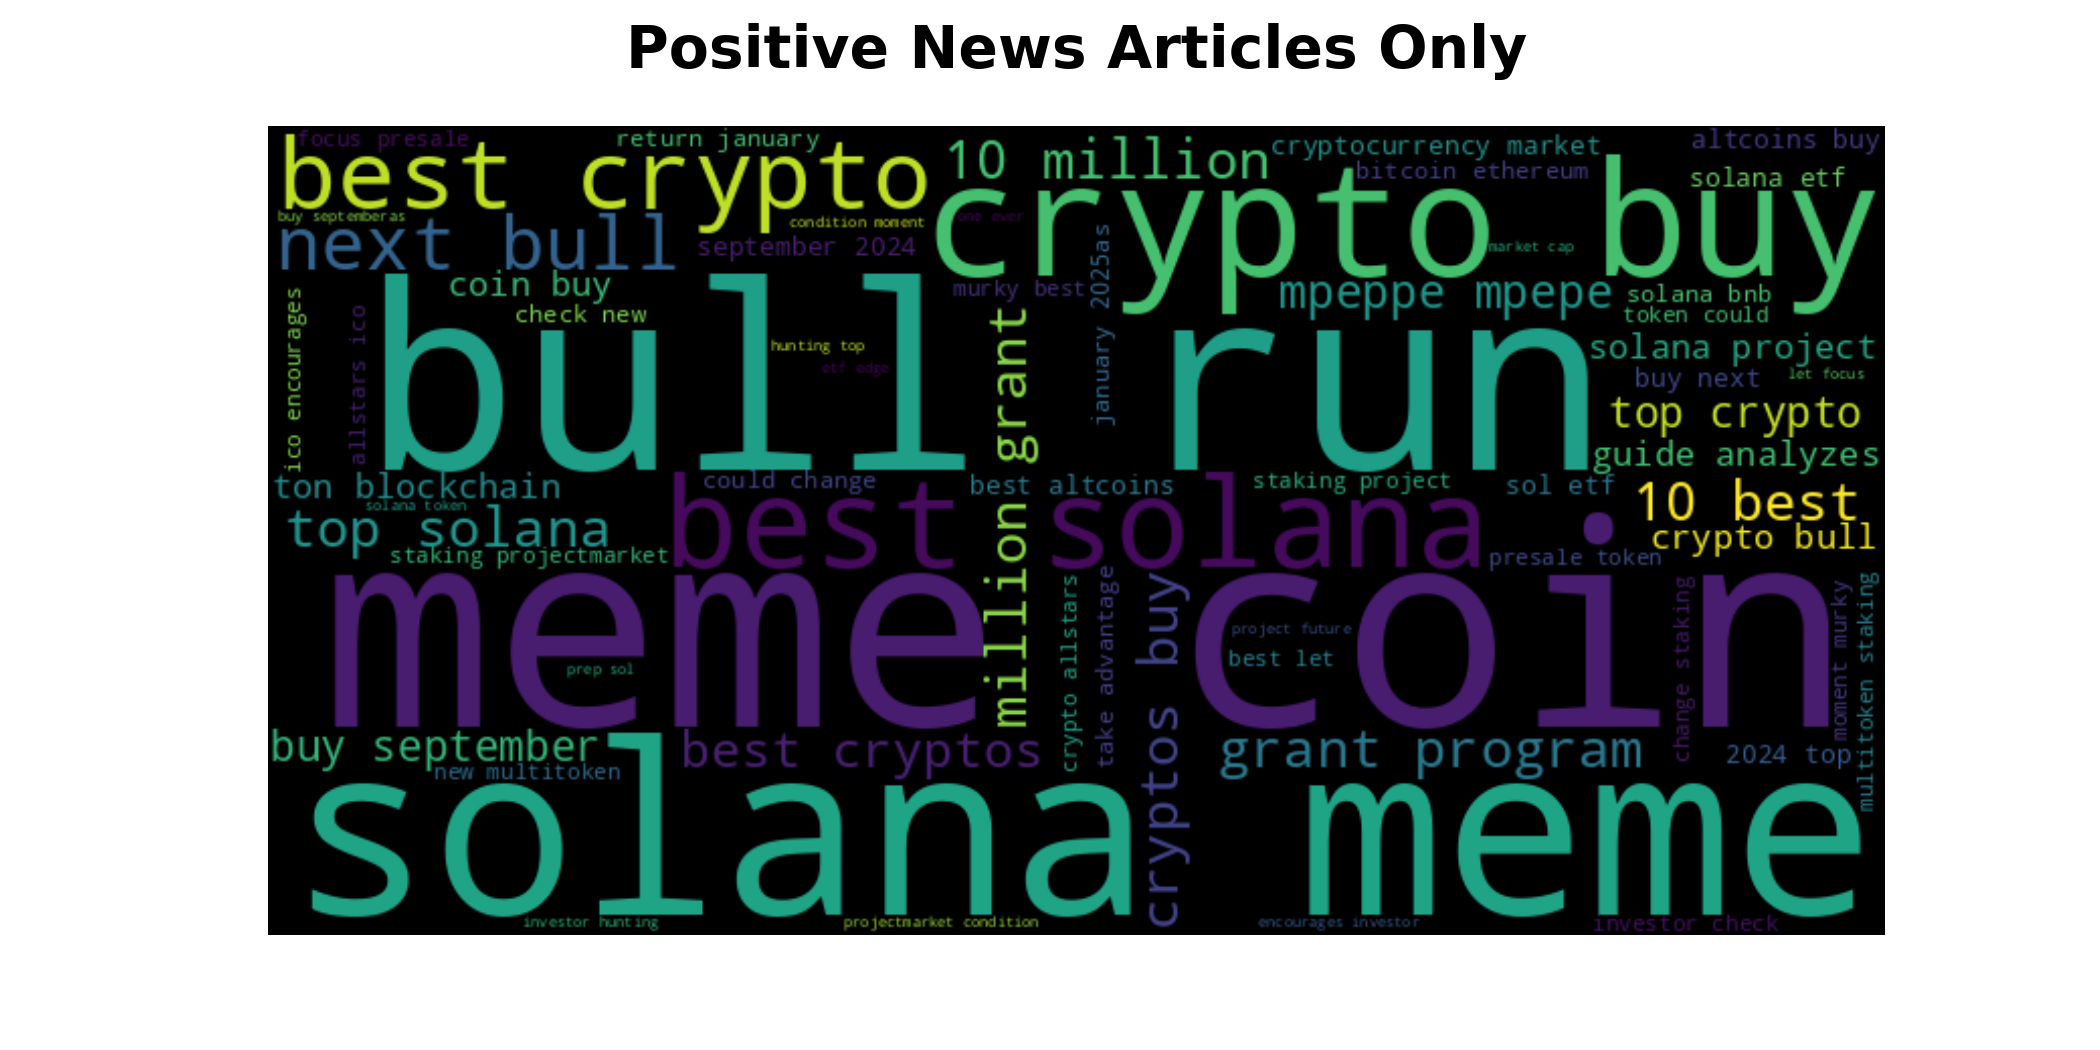 Positive News Articles Only
focus presale
return january
10 million
cryptocurrency market
altcoins buy
best crypto
bitcoin ethereum
solana etf
crypto buy
buy septemberas
condition moment
one ever
next bull
september 2024
market cap
coin buy
murky best
january 2025as
mpeppe mpepe
solana bnb
check new
token could
ico encourages
allstars ico
bull run
hunting top
etf edge
million grant
solana project
buy next
let focus
top crypto
guide analyzes
ton blockchain
could change
best altcoins
staking project
sol etf
10 best
solana token
top solana
best solana
crypto bull
staking projectmarket
presale token
meme coin
prep sol
crypto allstars
take advantage
cryptos buy
project future
best let
change staking
moment murky
multitoken staking
buy september
best cryptos
grant program
2024 top
new multitoken
solana meme
investor hunting
projectmarket condition
encourages investor
investor check